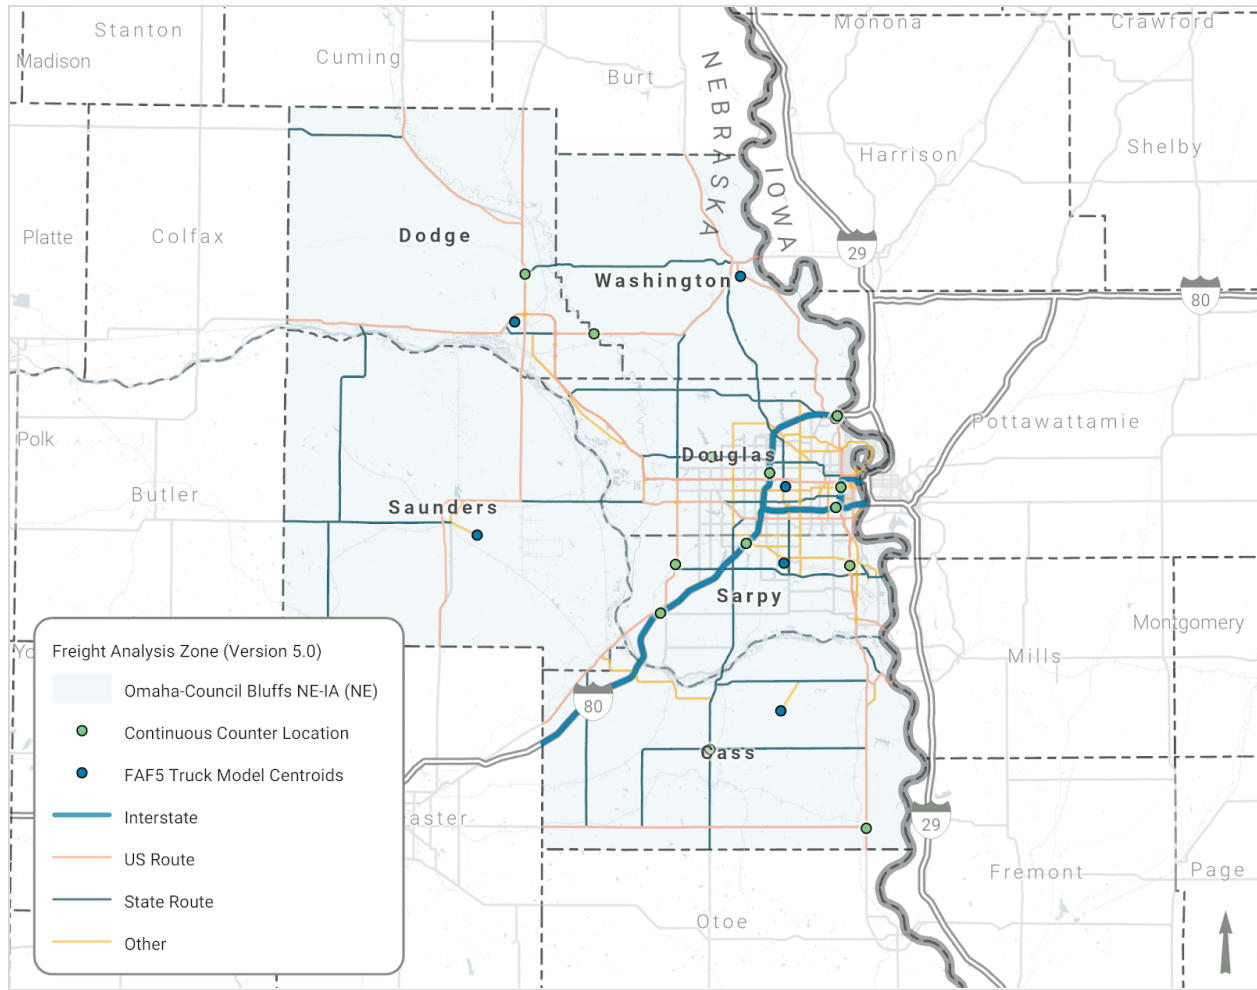 Stanton
Madison
Cuming
Burt
Monona
Crawford
NEBRASKA
IOWA
Harrison
Shelby
Platte
Colfax
Dodge
Washington
29
80
Polk
Butler
Douglas
Pottawattamie
Saunders
Sarpy
Montgomery
Mills
80
Cass
29
Fremont
Page
Otoe
Freight Analysis Zone (Version 5.0)
Omaha-Council Bluffs NE-IA (NE)
Continuous Counter Location
FAF5 Truck Model Centroids
Interstate
US Route
State Route
Other